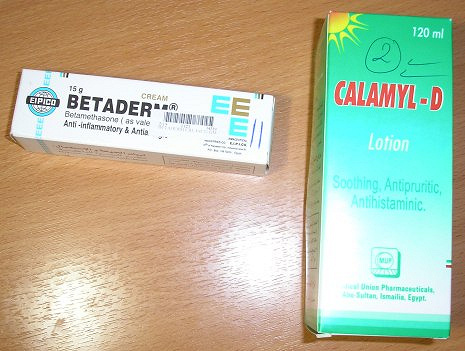 EIPICO
15 g
CREAM
BETADERM®
Betamethasone ( as vale
Anti -inflammatory & Antia
EE
E
120 ml
2
CALAMYL - D
Lotion
Soothing, Antipruritic,
Antihistaminic.
MUP
Union Pharmaceuticals,
Abu-Sultan, Ismailia, Egypt.